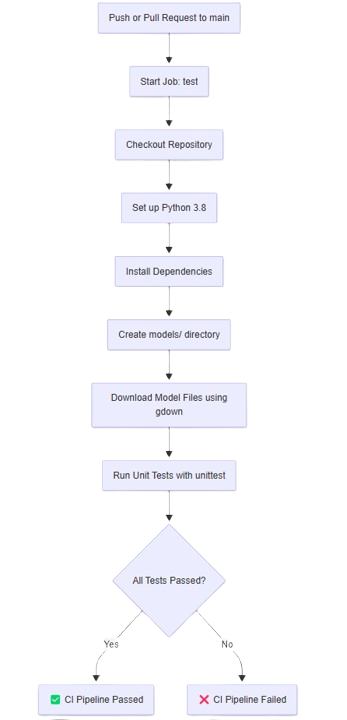 Push or Pull Request to main
Start Job: test
Checkout Repository
Set up Python 3.8
Install Dependencies
Create models/ directory
Download Model Files using
gdown
Run Unit Tests with unittest
All Tests Passed?
Yes
No
✅ CI Pipeline Passed
❌ CI Pipeline Failed